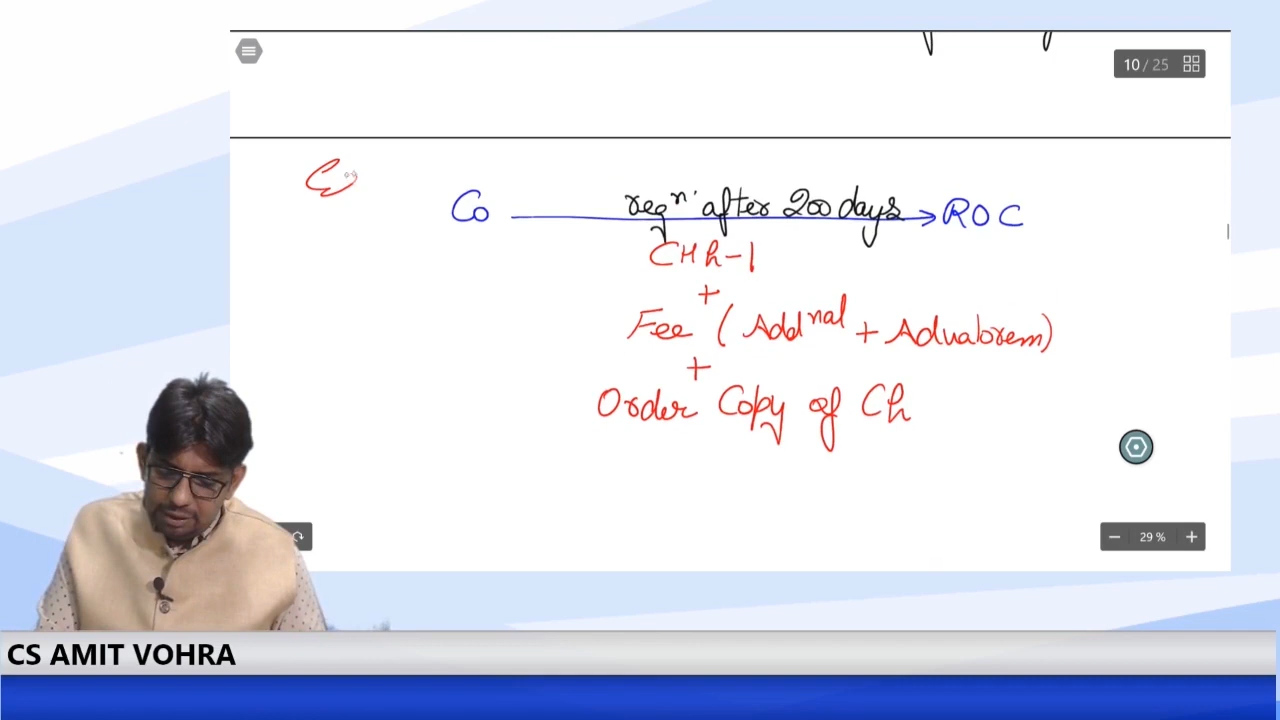 10 / 25
Co regn. after 200 days ROC
CHh-1
+
Fee (Addnal + Advalorem)
+
Order Copy of Ch
29 %
CS AMIT VOHRA